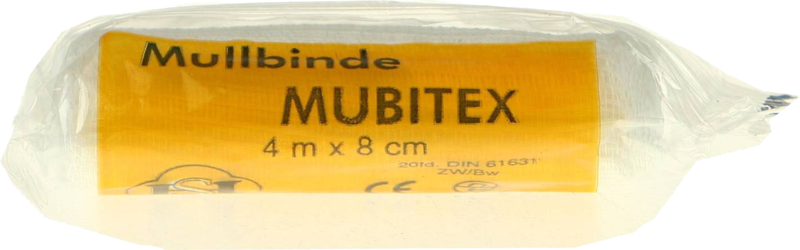 Mullbinde
MUBITEX
4 m x 8 cm
20fd. DIN 61631
ZW/Bw
CE